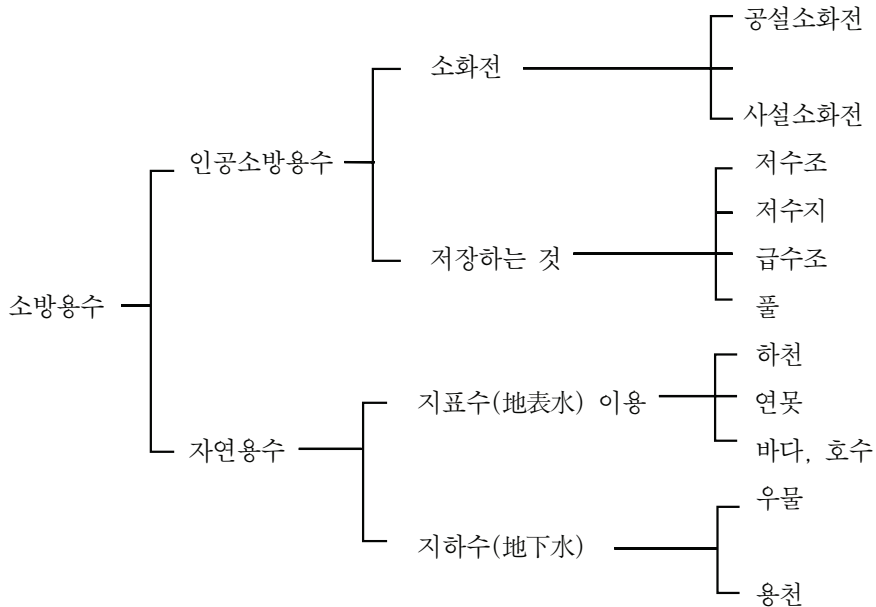 공설소화전
소화전
사설소화전
인공소방용수
저수조
저수지
저장하는 것
급수조
풀
소방용수
하천
지표수(地表水) 이용
연못
자연용수
바다, 호수
우물
지하수(地下水)
용천